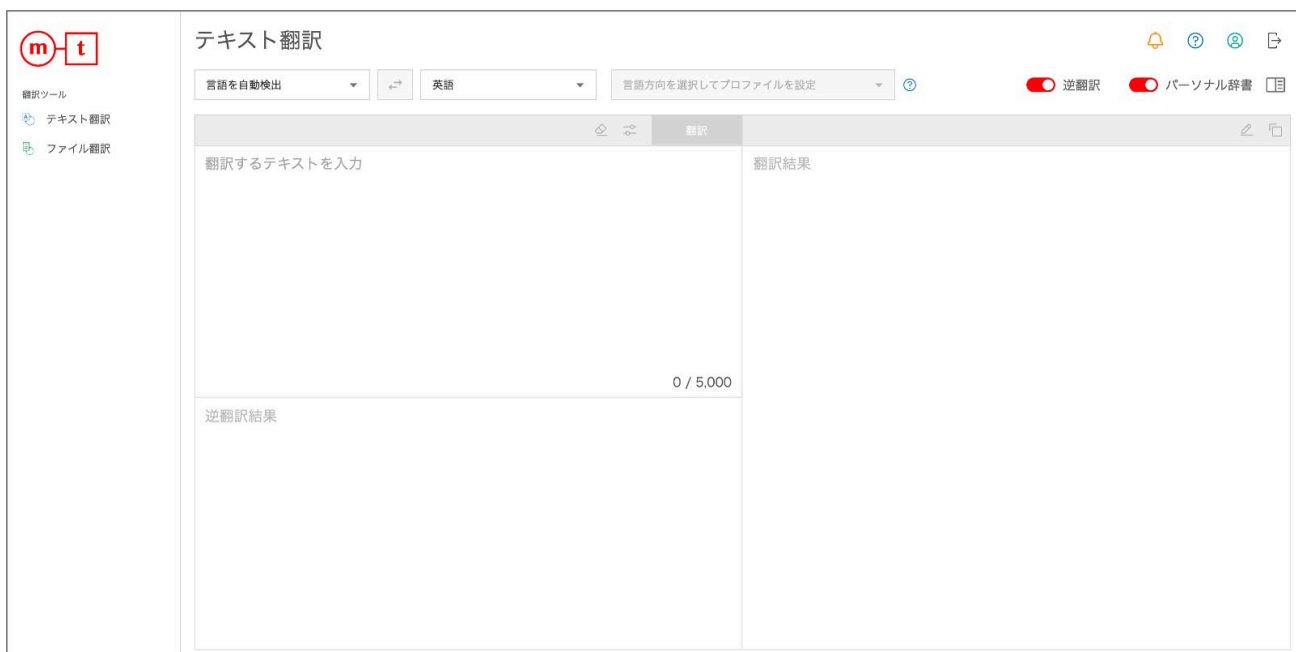 m t
翻訳ツール
テキスト翻訳
ファイル翻訳
テキスト翻訳
言語を自動検出
英語
言語方向を選択してプロファイルを設定
逆翻訳
パーソナル辞書
翻訳
翻訳するテキストを入力
翻訳結果
0 / 5,000
逆翻訳結果